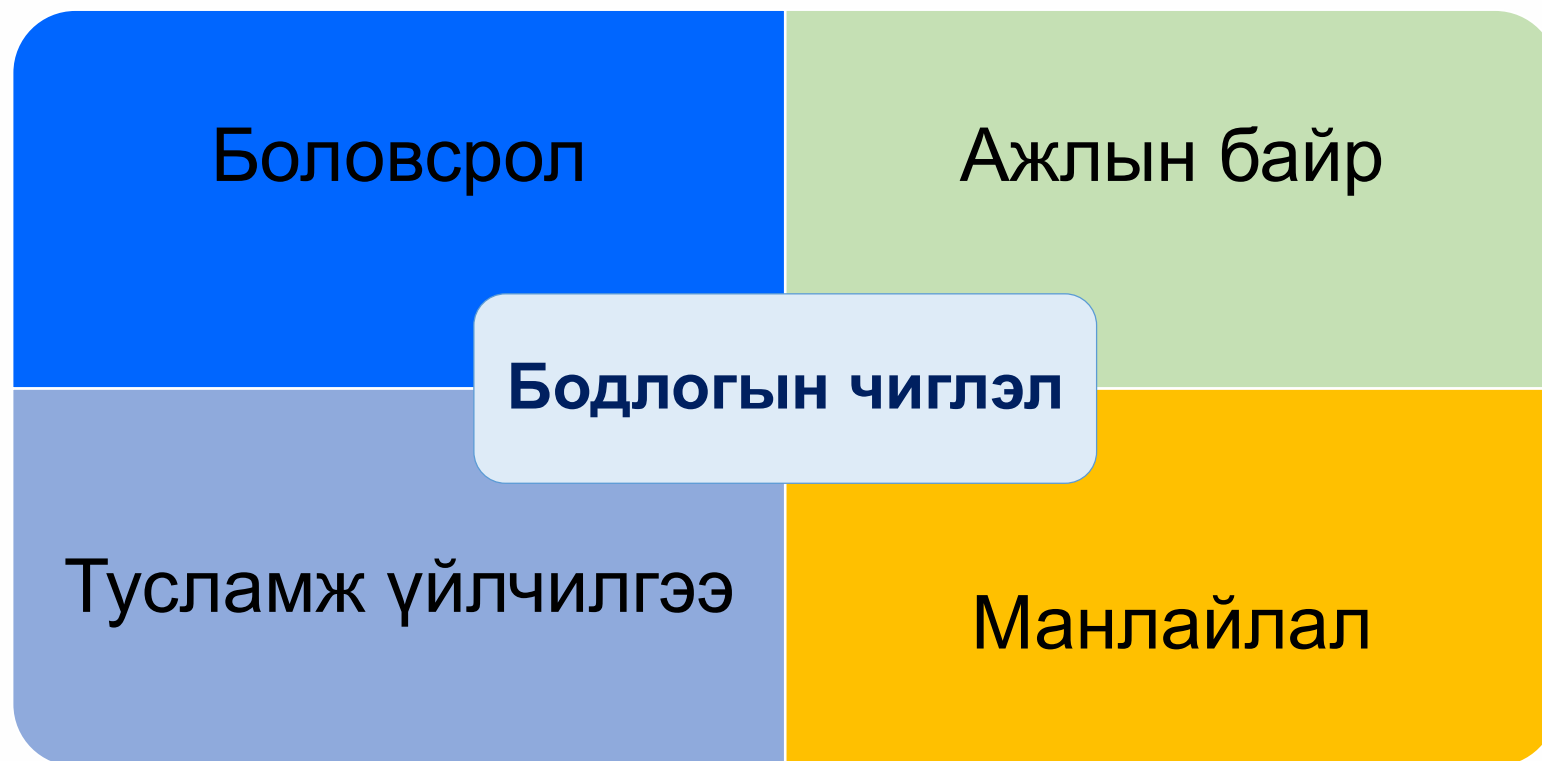 Боловсрол
Ажлын байр
Бодлогын чиглэл
Тусламж үйлчилгээ
Манлайлал